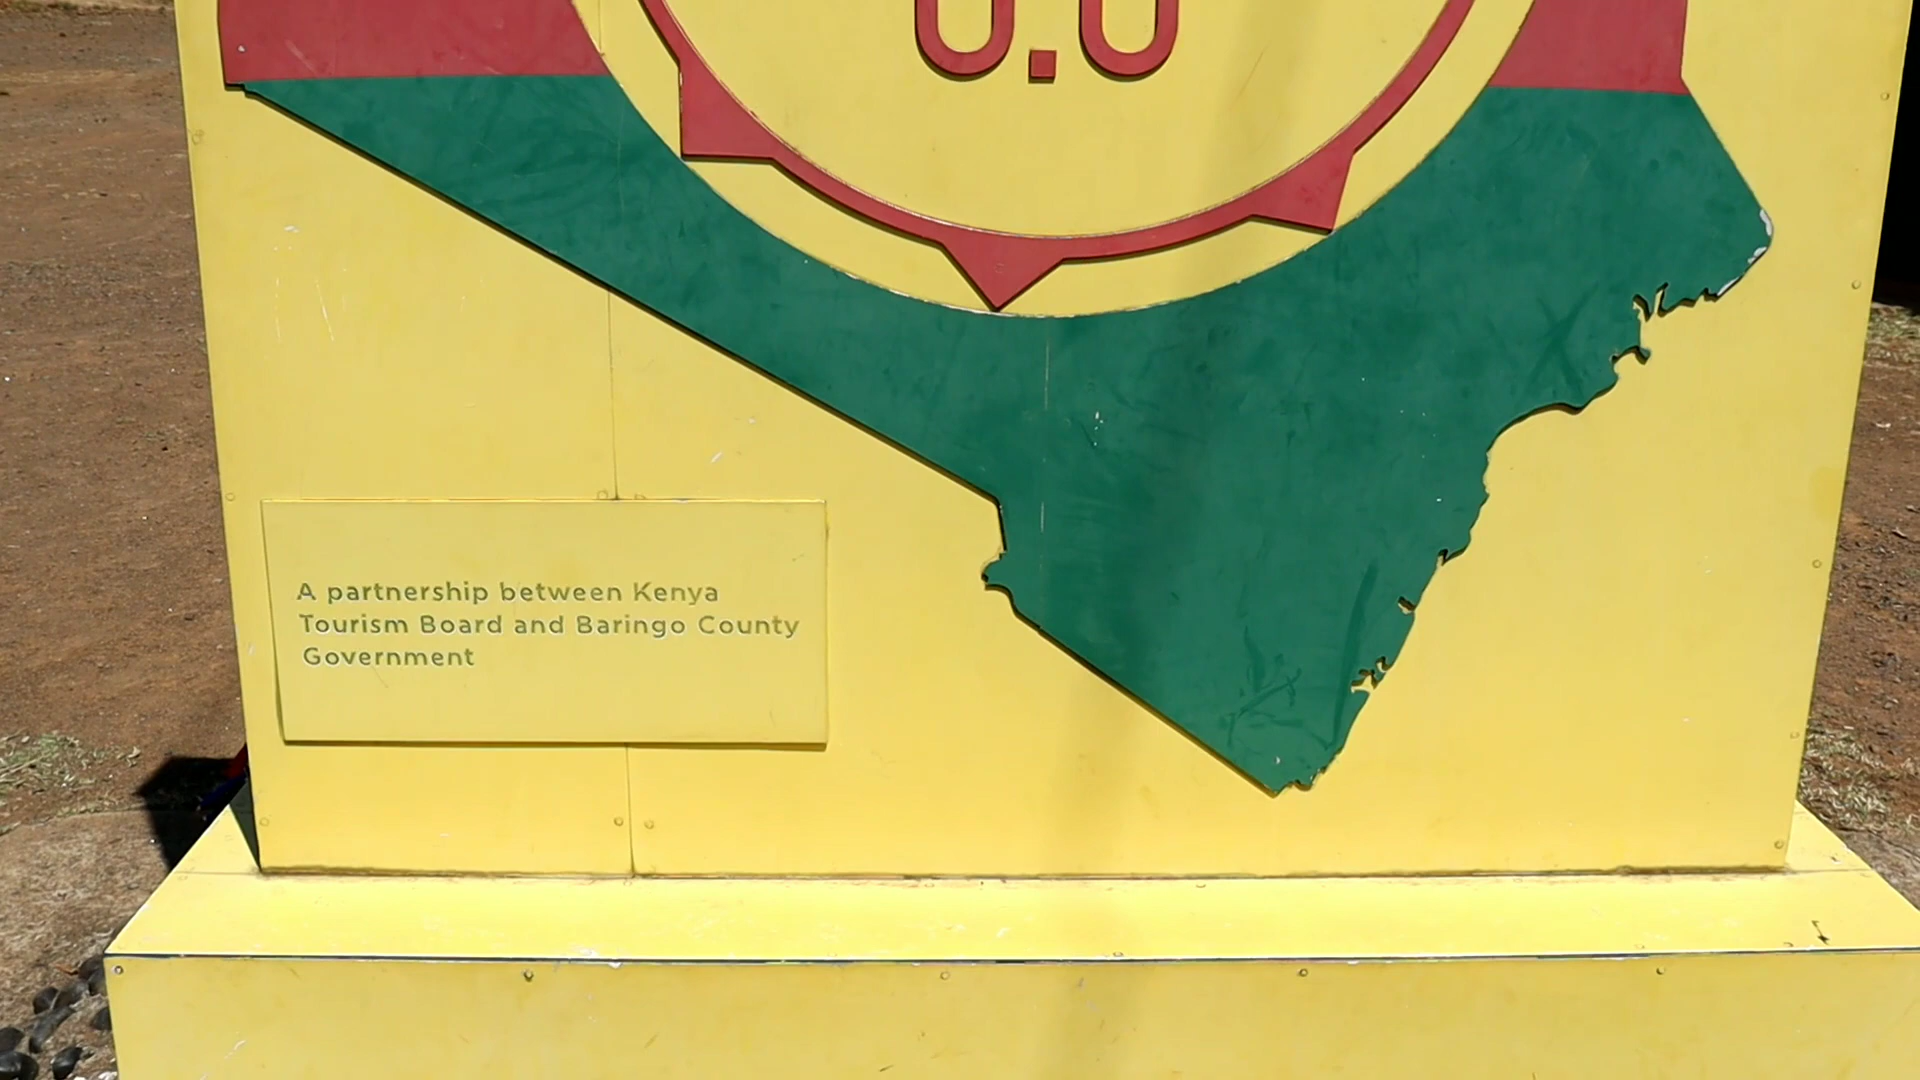 A partnership between Kenya
Tourism Board and Baringo County
Government